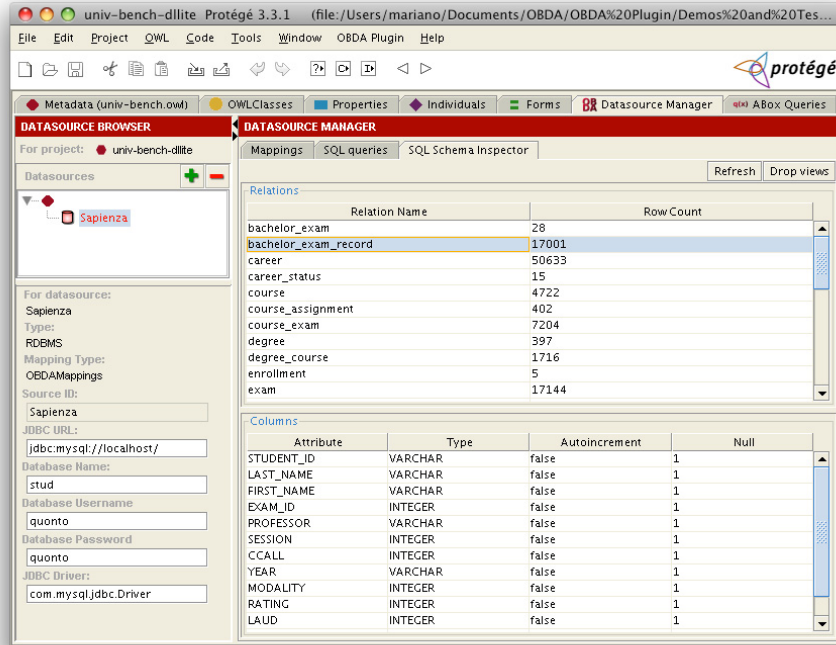 univ-bench-dllite Protégé 3.3.1 (file:/Users/mariano/Documents/OBDA/OBDA%20Plugin/Demos%20and%20Tes...
File Edit Project OWL Code Tools Window OBDA Plugin Help
protégé
Metadata (univ-bench.owl) OWLClasses Properties Individuals Forms Datasource Manager q(x) ABox Queries
DATASOURCE BROWSER
For project: univ-bench-dllite
Datasources
Sapienza
For datasource:
Sapienza
Type:
RDBMS
Mapping Type:
OBDAMappings
Source ID:
Sapienza
JDBC URL:
jdbc:mysql://localhost/
Database Name:
stud
Database Username
quonto
Database Password
quonto
JDBC Driver:
com.mysql.jdbc.Driver
DATASOURCE MANAGER
Mappings SQL queries SQL Schema Inspector
Refresh Drop views
Relations
Relation Name Row Count
bachelor_exam 28
bachelor_exam_record 17001
career 50633
career_status 15
course 4722
course_assignment 402
course_exam 7204
degree 397
degree_course 1716
enrollment 5
exam 17144
Columns
Attribute Type Autoincrement Null
STUDENT_ID VARCHAR false 1
LAST_NAME VARCHAR false 1
FIRST_NAME VARCHAR false 1
EXAM_ID INTEGER false 1
PROFESSOR VARCHAR false 1
SESSION INTEGER false 1
CCALL INTEGER false 1
YEAR VARCHAR false 1
MODALITY INTEGER false 1
RATING INTEGER false 1
LAUD INTEGER false 1